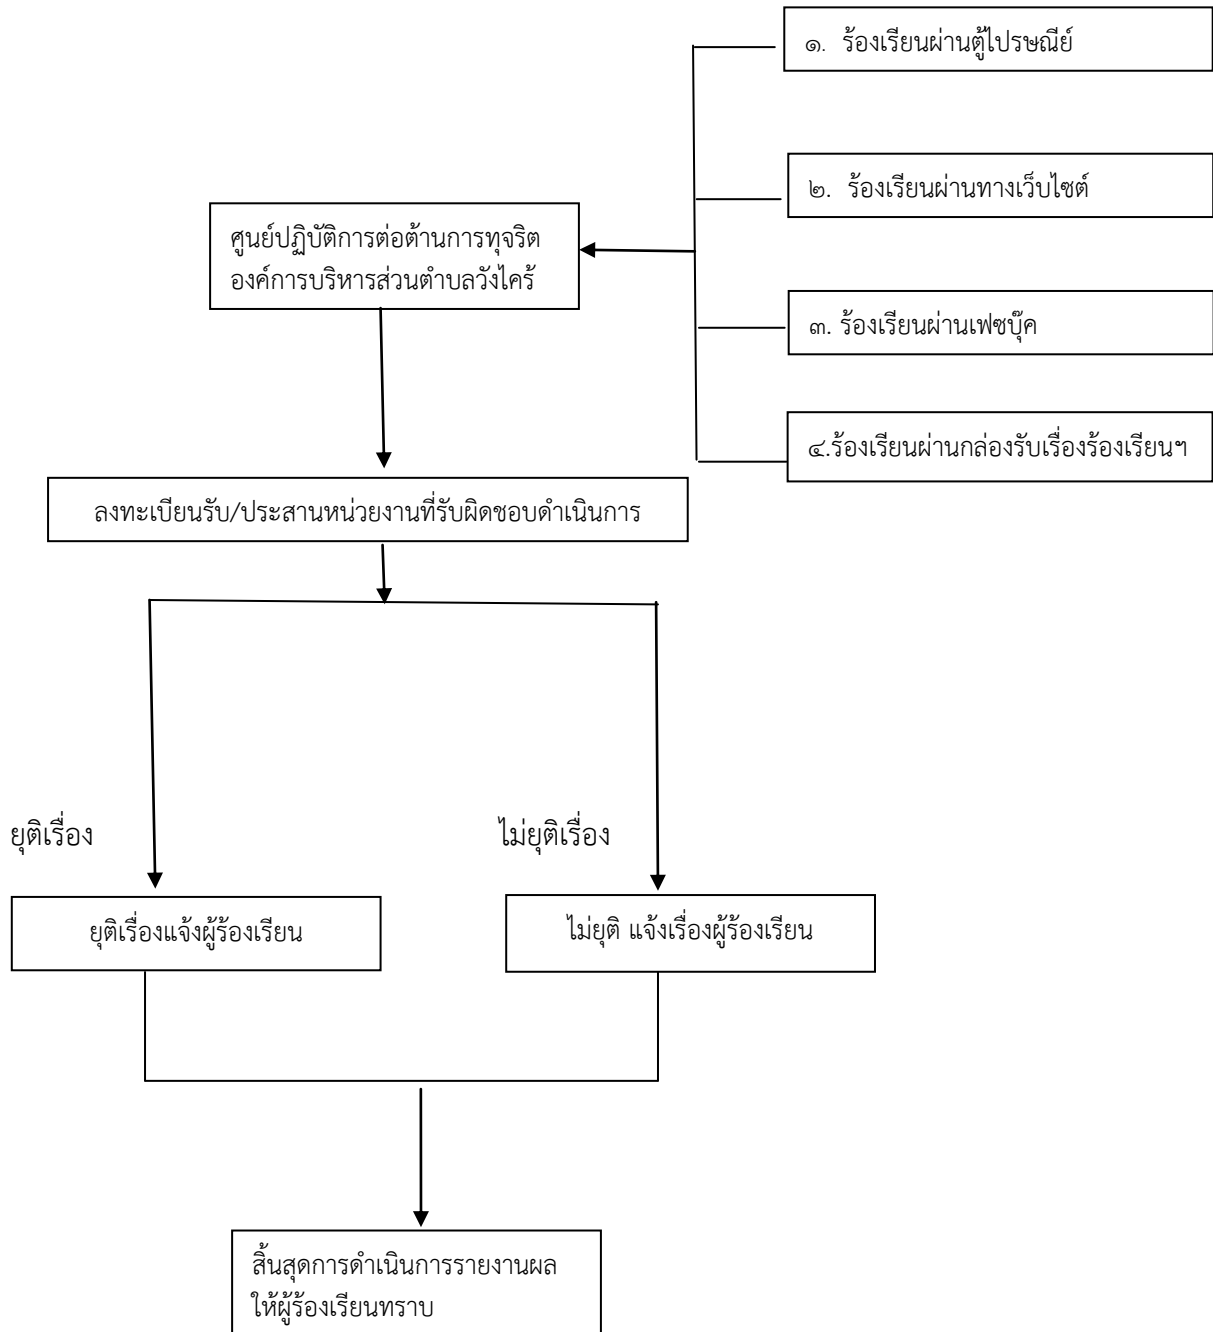 ๑. ร้องเรียนผ่านตู้ไปรษณีย์
๒. ร้องเรียนผ่านทางเว็บไซต์
ศูนย์ปฏิบัติการต่อต้านการทุจริต
องค์การบริหารส่วนตำบลวังไคร้
๓. ร้องเรียนผ่านเฟซบุ๊ค
๔.ร้องเรียนผ่านกล่องรับเรื่องร้องเรียนฯ
ลงทะเบียนรับ/ประสานหน่วยงานที่รับผิดชอบดำเนินการ
ยุติเรื่อง
ไม่ยุติเรื่อง
ยุติเรื่องแจ้งผู้ร้องเรียน
ไม่ยุติ แจ้งเรื่องผู้ร้องเรียน
สิ้นสุดการดำเนินการรายงานผล
ให้ผู้ร้องเรียนทราบ